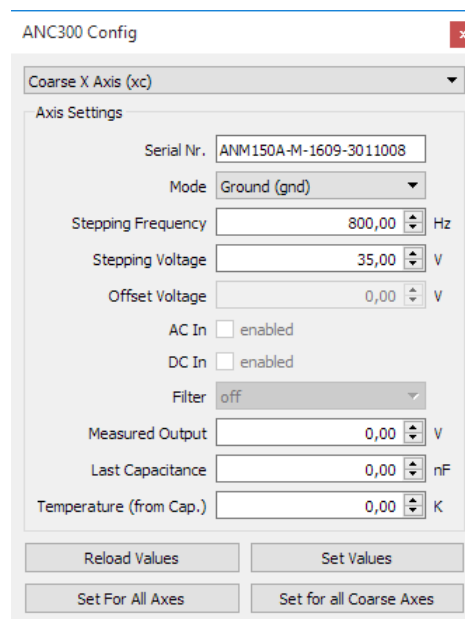 ANC300 Config
Coarse X Axis (xc)
Axis Settings
Serial Nr. ANM150A-M-1609-3011008
Mode Ground (gnd)
Stepping Frequency 800,00 Hz
Stepping Voltage 35,00 V
Offset Voltage 0,00 V
AC In enabled
DC In enabled
Filter off
Measured Output 0,00 V
Last Capacitance 0,00 nF
Temperature (from Cap.) 0,00 K
Reload Values Set Values
Set For All Axes Set for all Coarse Axes